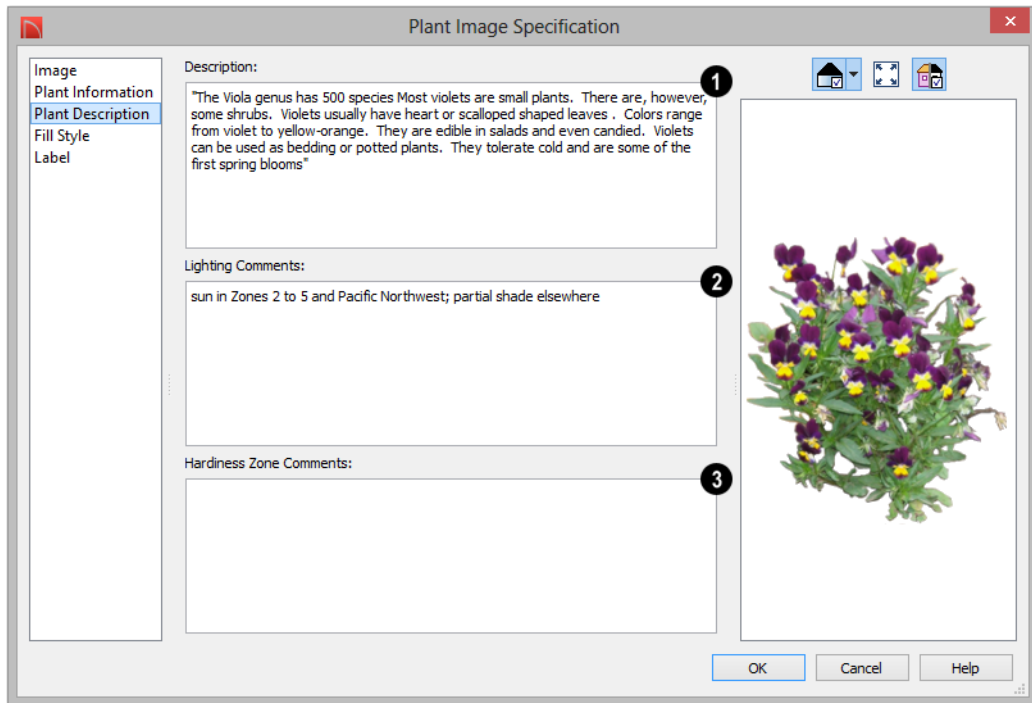 Plant Image Specification
Image
Plant Information
Plant Description
Fill Style
Label
Description:
1
"The Viola genus has 500 species Most violets are small plants.  There are, however,
some shrubs.  Violets usually have heart or scalloped shaped leaves .  Colors range
from violet to yellow-orange.  They are edible in salads and even candied.  Violets
can be used as bedding or potted plants.  They tolerate cold and are some of the
first spring blooms"
Lighting Comments:
2
sun in Zones 2 to 5 and Pacific Northwest; partial shade elsewhere
Hardiness Zone Comments:
3
OK
Cancel
Help